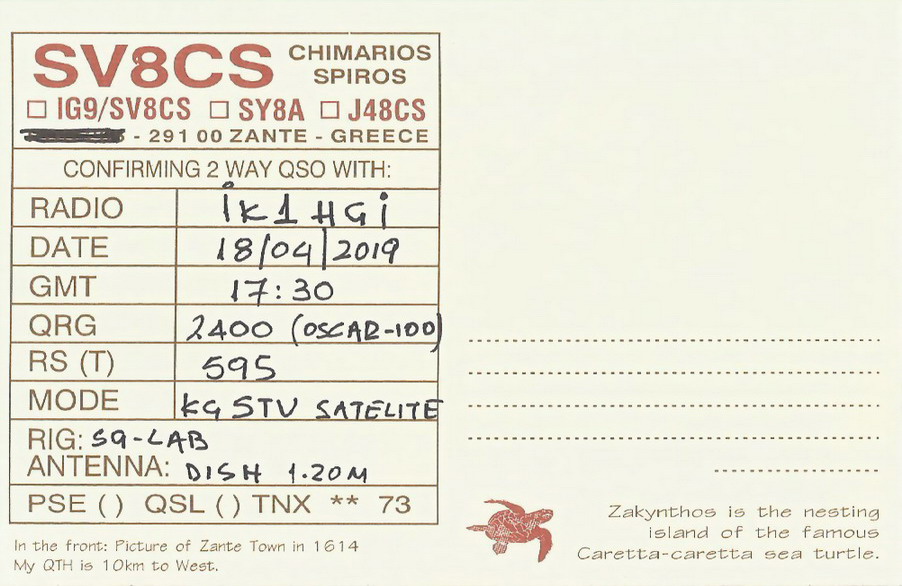 SV8CS CHIMARIOS SPIROS
□ IG9/SV8CS □ SY8A □ J48CS
- 291 00 ZANTE - GREECE
CONFIRMING 2 WAY QSO WITH:
RADIO iK1HGi
DATE 18/04/2019
GMT 17:30
QRG 2400 (OSCAR-100)
RS (T) 595
MODE KG STV SATELITE
RIG: SG-LAB
ANTENNA: DISH 1.20M
PSE ( ) QSL ( ) TNX ** 73
In the front: Picture of Zante Town in 1614
My QTH is 10km to West.
Zakynthos is the nesting
island of the famous
Caretta-caretta sea turtle.